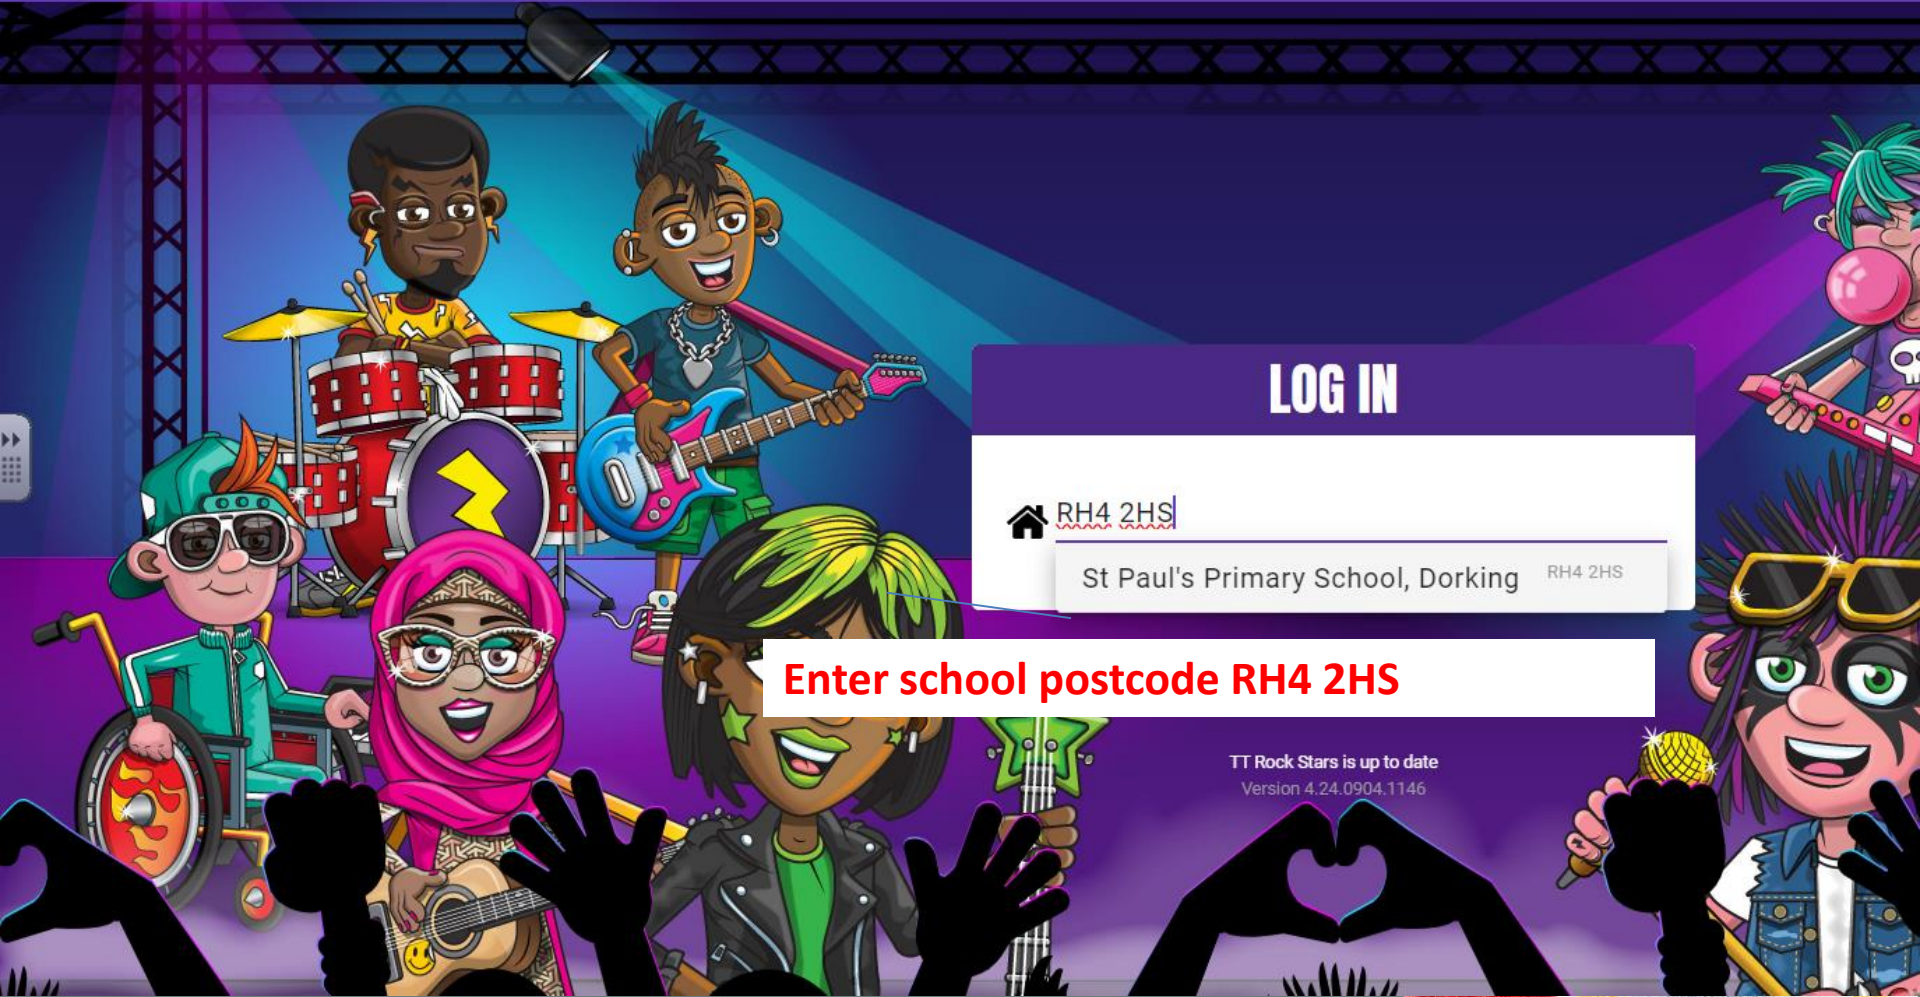 LOG IN
RH4 2HS
St Paul's Primary School, Dorking RH4 2HS
Enter school postcode RH4 2HS
TT Rock Stars is up to date
Version 4.24.0904.1146